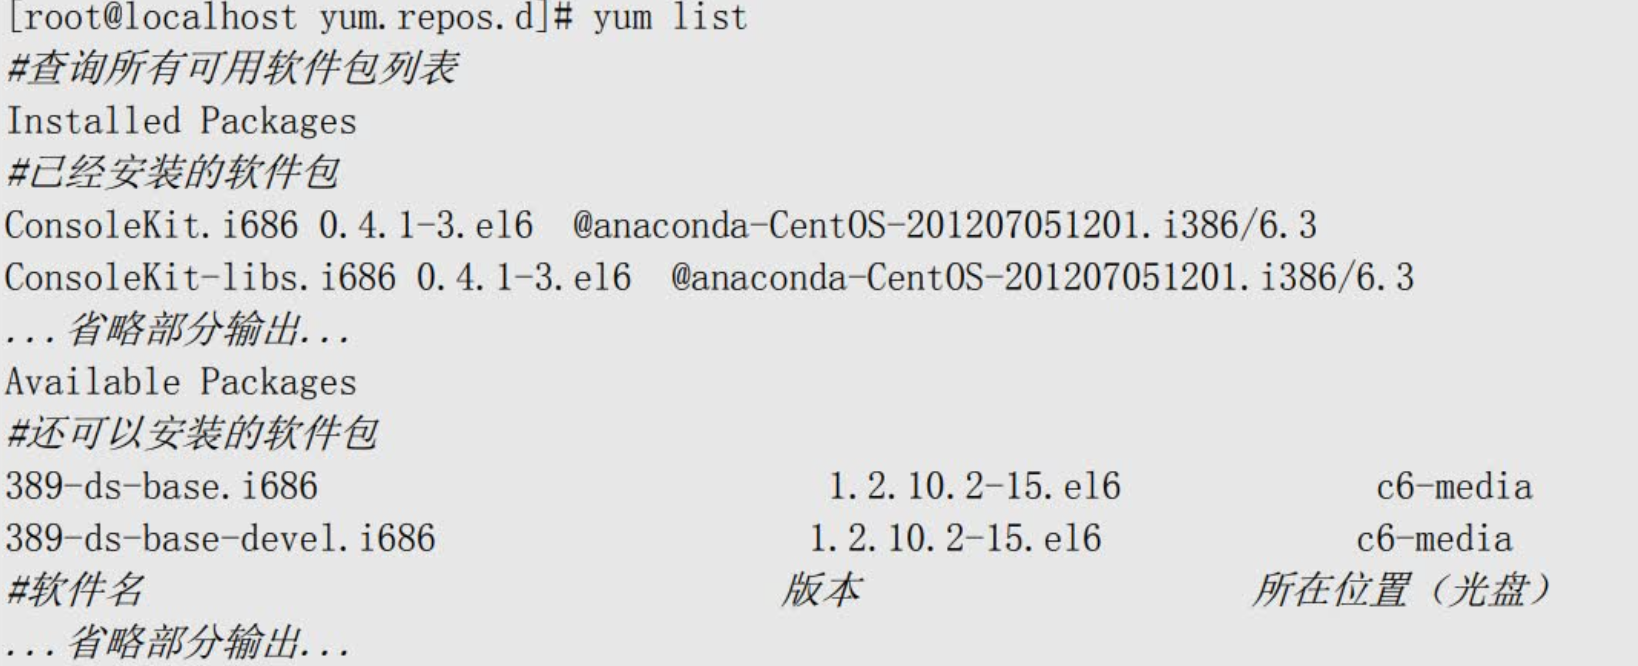 [root@localhost yum.repos.d]# yum list
#查询所有可用软件包列表
Installed Packages
#已经安装的软件包
ConsoleKit.i686 0.4.1-3.el6 @anaconda-CentOS-201207051201.i386/6.3
ConsoleKit-libs.i686 0.4.1-3.el6 @anaconda-CentOS-201207051201.i386/6.3
...省略部分输出...
Available Packages
#还可以安装的软件包
389-ds-base.i686 1.2.10.2-15.el6 c6-media
389-ds-base-devel.i686 1.2.10.2-15.el6 c6-media
#软件名 版本 所在位置（光盘）
...省略部分输出...